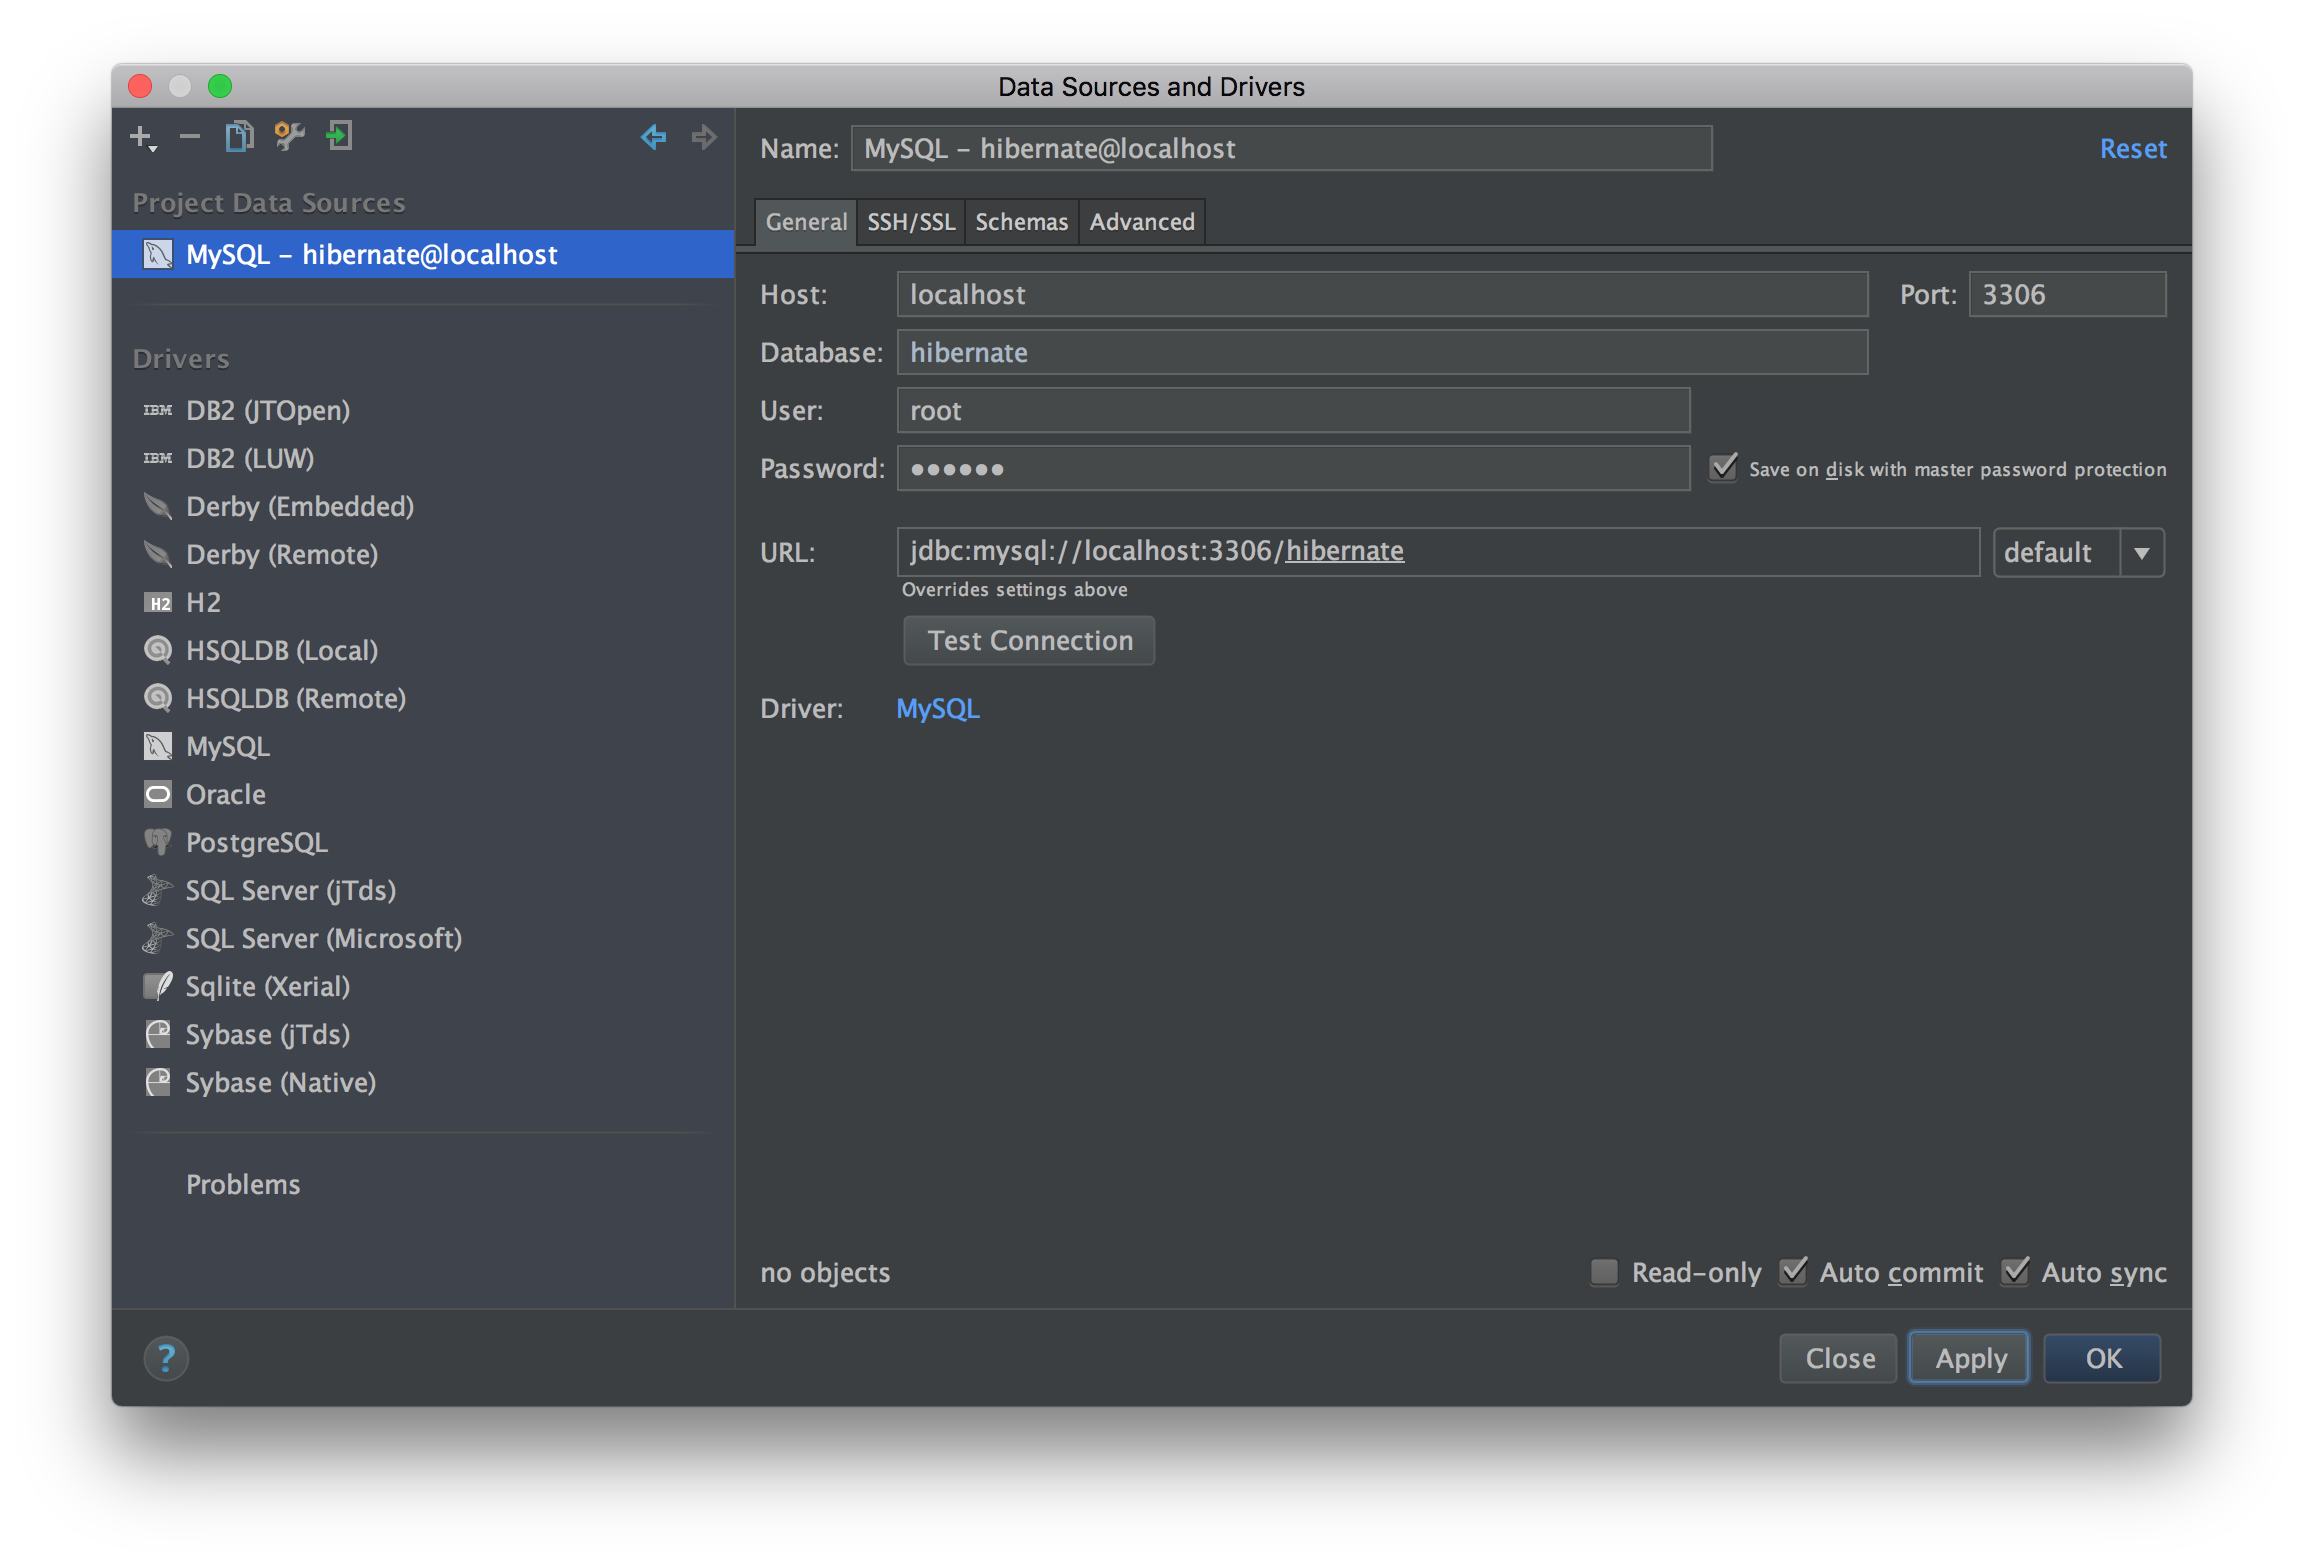 Data Sources and Drivers
Project Data Sources
MySQL – hibernate@localhost
Drivers
IBM DB2 (JTOpen)
IBM DB2 (LUW)
Derby (Embedded)
Derby (Remote)
H2 H2
HSQLDB (Local)
HSQLDB (Remote)
MySQL
Oracle
PostgreSQL
SQL Server (jTds)
SQL Server (Microsoft)
Sqlite (Xerial)
Sybase (jTds)
Sybase (Native)
Problems
Name: MySQL – hibernate@localhost Reset
General SSH/SSL Schemas Advanced
Host: localhost Port: 3306
Database: hibernate
User: root
Password: ●●●●●● Save on disk with master password protection
URL: jdbc:mysql://localhost:3306/hibernate default
Overrides settings above
Test Connection
Driver: MySQL
no objects Read-only Auto commit Auto sync
? Close Apply OK